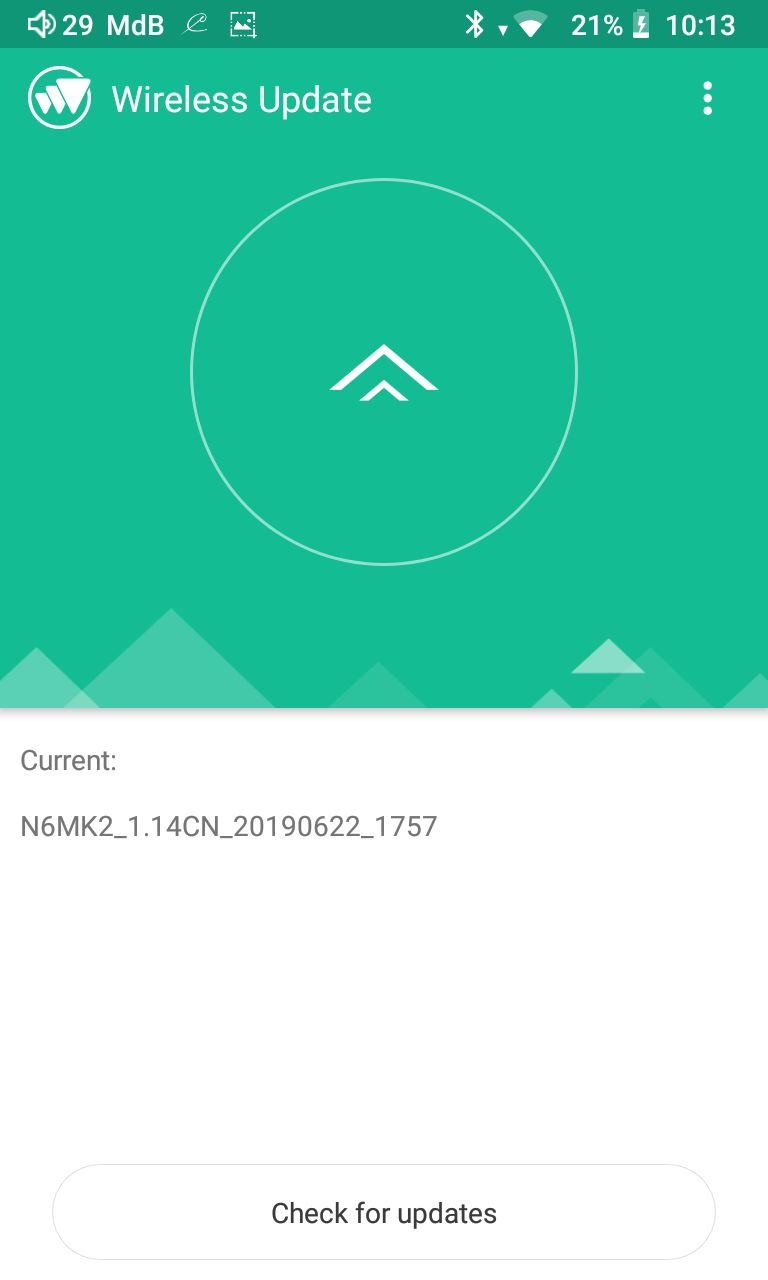 29 MdB 21% 10:13
Wireless Update
Current:
N6MK2_1.14CN_20190622_1757
Check for updates